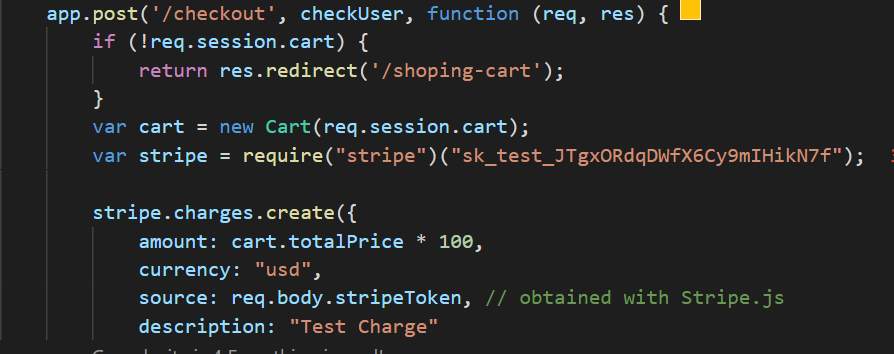 app.post('/checkout', checkUser, function (req, res) {
if (!req.session.cart) {
return res.redirect('/shoping-cart');
}
var cart = new Cart(req.session.cart);
var stripe = require("stripe")("sk_test_JTgxORdqDWfX6Cy9mIHikN7f");
stripe.charges.create({
amount: cart.totalPrice * 100,
currency: "usd",
source: req.body.stripeToken, // obtained with Stripe.js
description: "Test Charge"